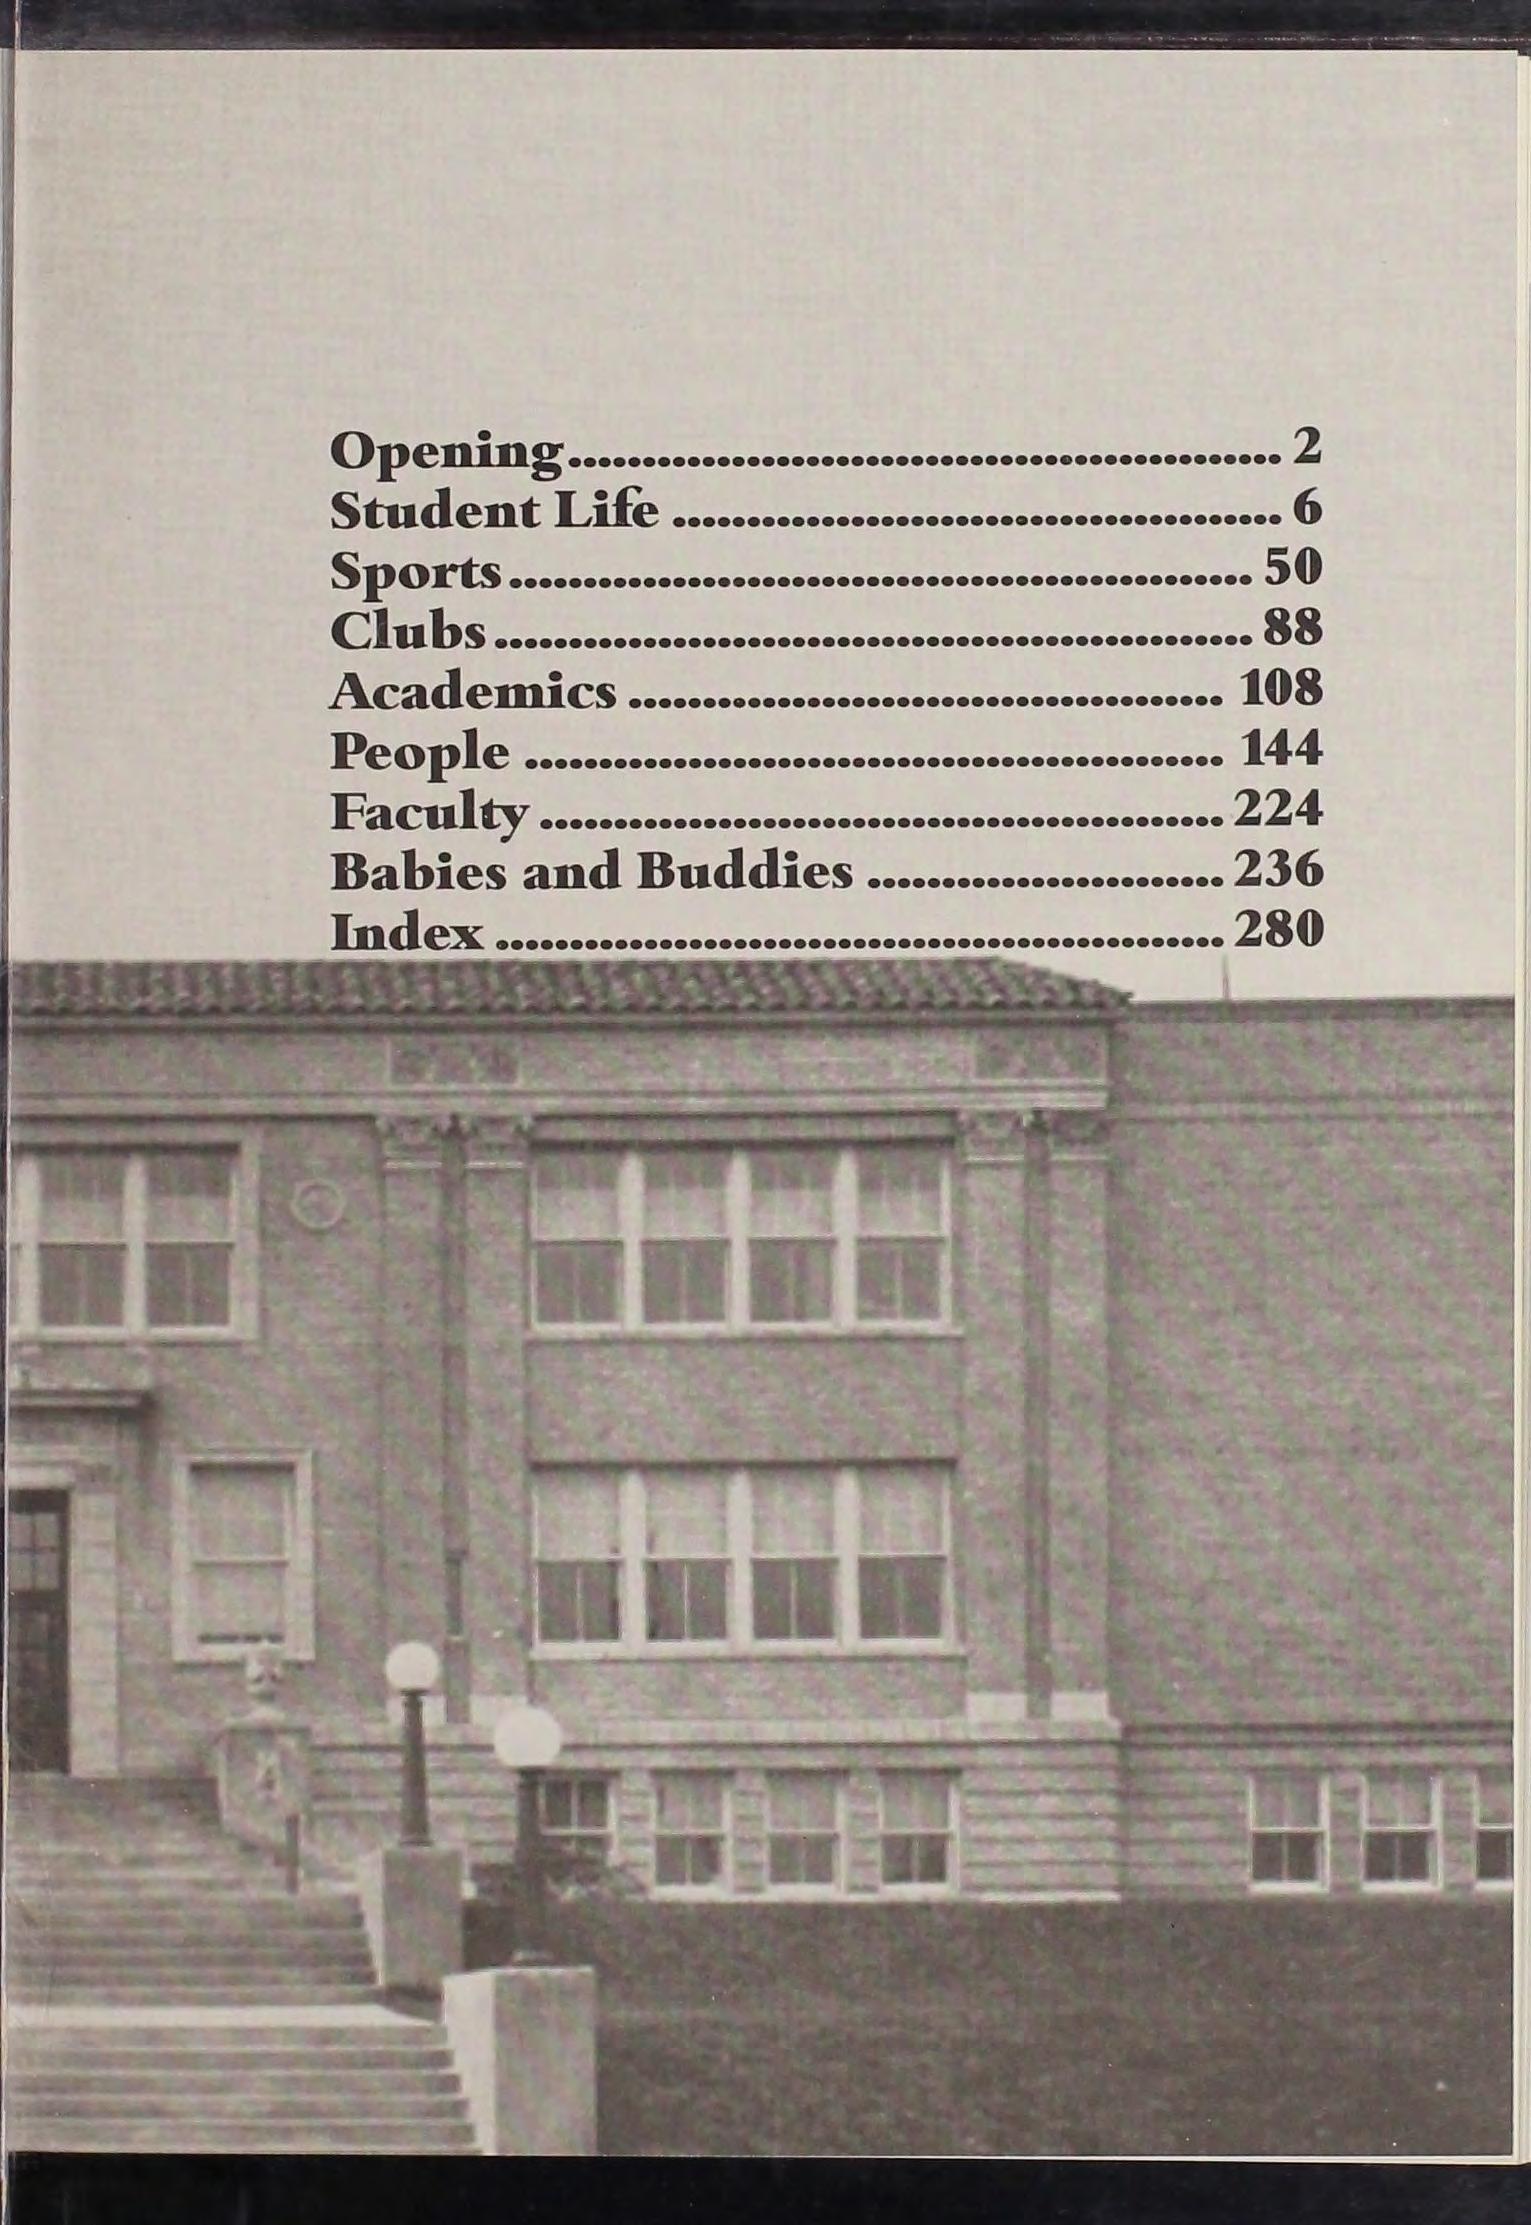 Opening................................................ 2
Student Life ......................................... 6
Sports.................................................. 50
Clubs................................................... 88
Academics ........................................ 108
People ............................................... 144
Faculty .............................................. 224
Babies and Buddies ........................ 236
Index ................................................. 280
A